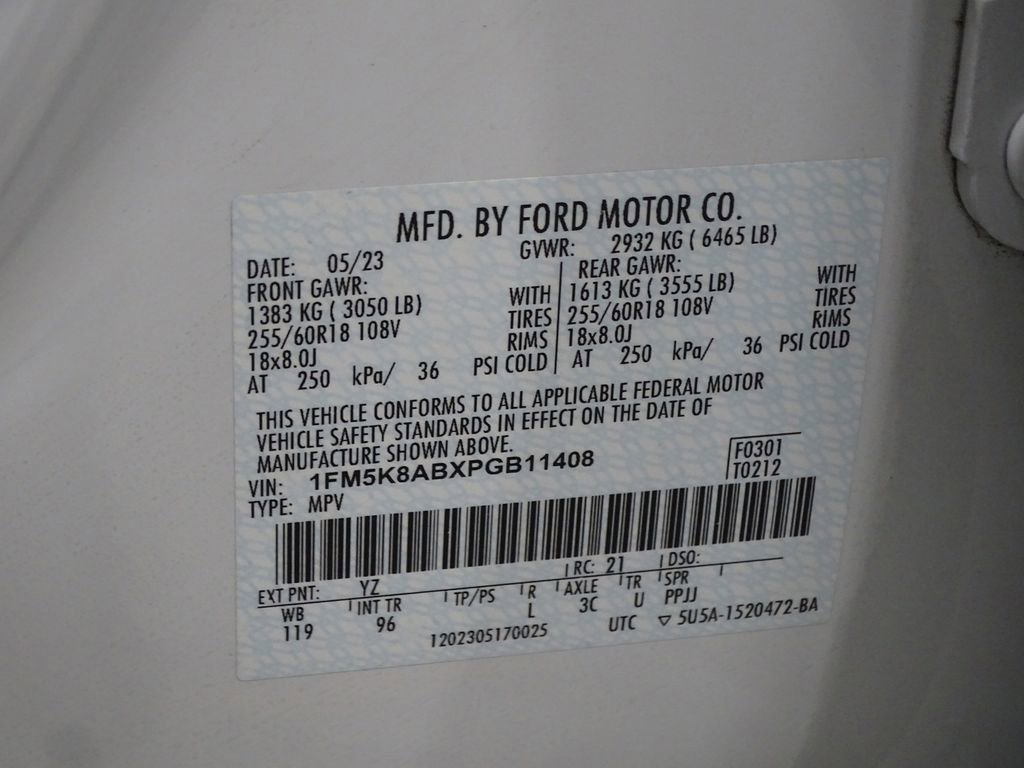 MFD. BY FORD MOTOR CO.
DATE: 05/23 GVWR: 2932 KG ( 6465 LB)
FRONT GAWR: REAR GAWR:
1383 KG ( 3050 LB) WITH 1613 KG ( 3555 LB) WITH
255/60R18 108V TIRES 255/60R18 108V TIRES
18x8.0J RIMS 18x8.0J RIMS
AT 250 kPa/ 36 PSI COLD AT 250 kPa/ 36 PSI COLD
THIS VEHICLE CONFORMS TO ALL APPLICABLE FEDERAL MOTOR
VEHICLE SAFETY STANDARDS IN EFFECT ON THE DATE OF
MANUFACTURE SHOWN ABOVE.
VIN: 1FM5K8ABXPGB11408 F0301
TYPE: MPV T0212
EXT PNT: YZ RC: 21 DSO:
WB INT TR TP/PS R AXLE TR SPR
119 96 L 3C U PPJJ
1202305170025 UTC ▽ 5U5A-1520472-BA